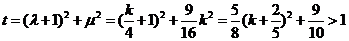 t = (λ+1)² + μ² = (k/4 + 1)² + 9/16 k² = 5/8 (k + 2/5)² + 9/10 > 1